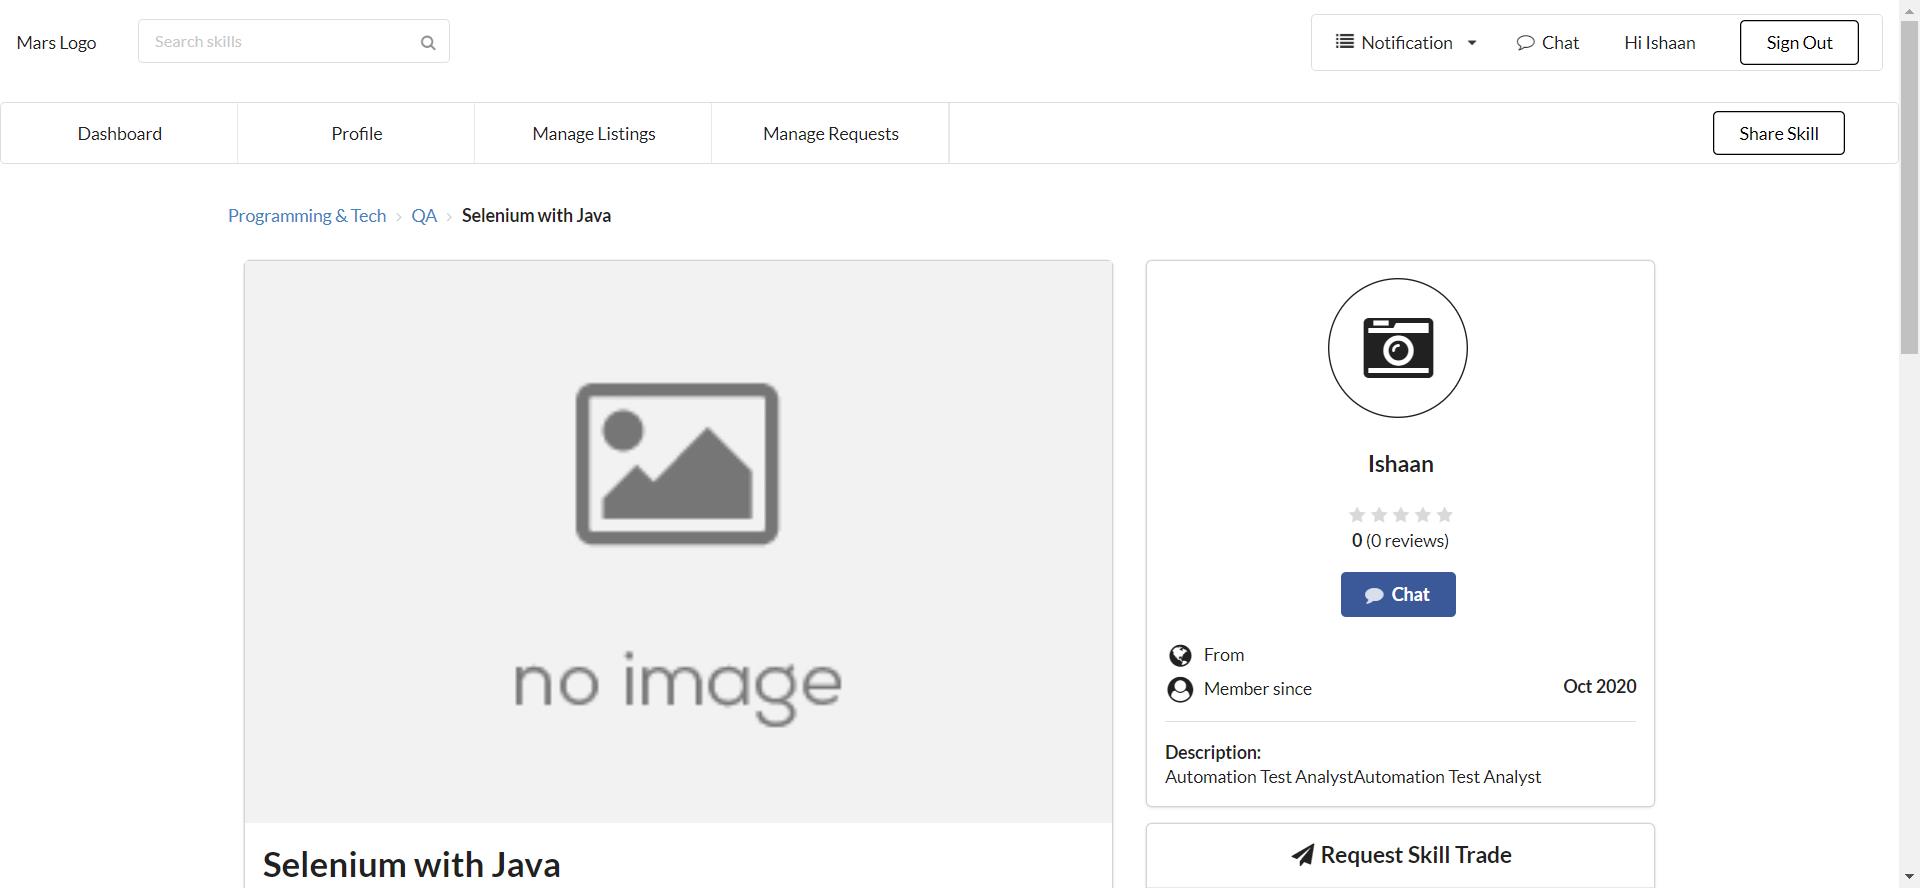 Mars Logo
Search skills
Notification
Chat
Hi Ishaan
Sign Out
Dashboard
Profile
Manage Listings
Manage Requests
Share Skill
Programming & Tech › QA › Selenium with Java
no image
Selenium with Java
Ishaan
0 (0 reviews)
Chat
From
Member since Oct 2020
Description:
Automation Test AnalystAutomation Test Analyst
Request Skill Trade